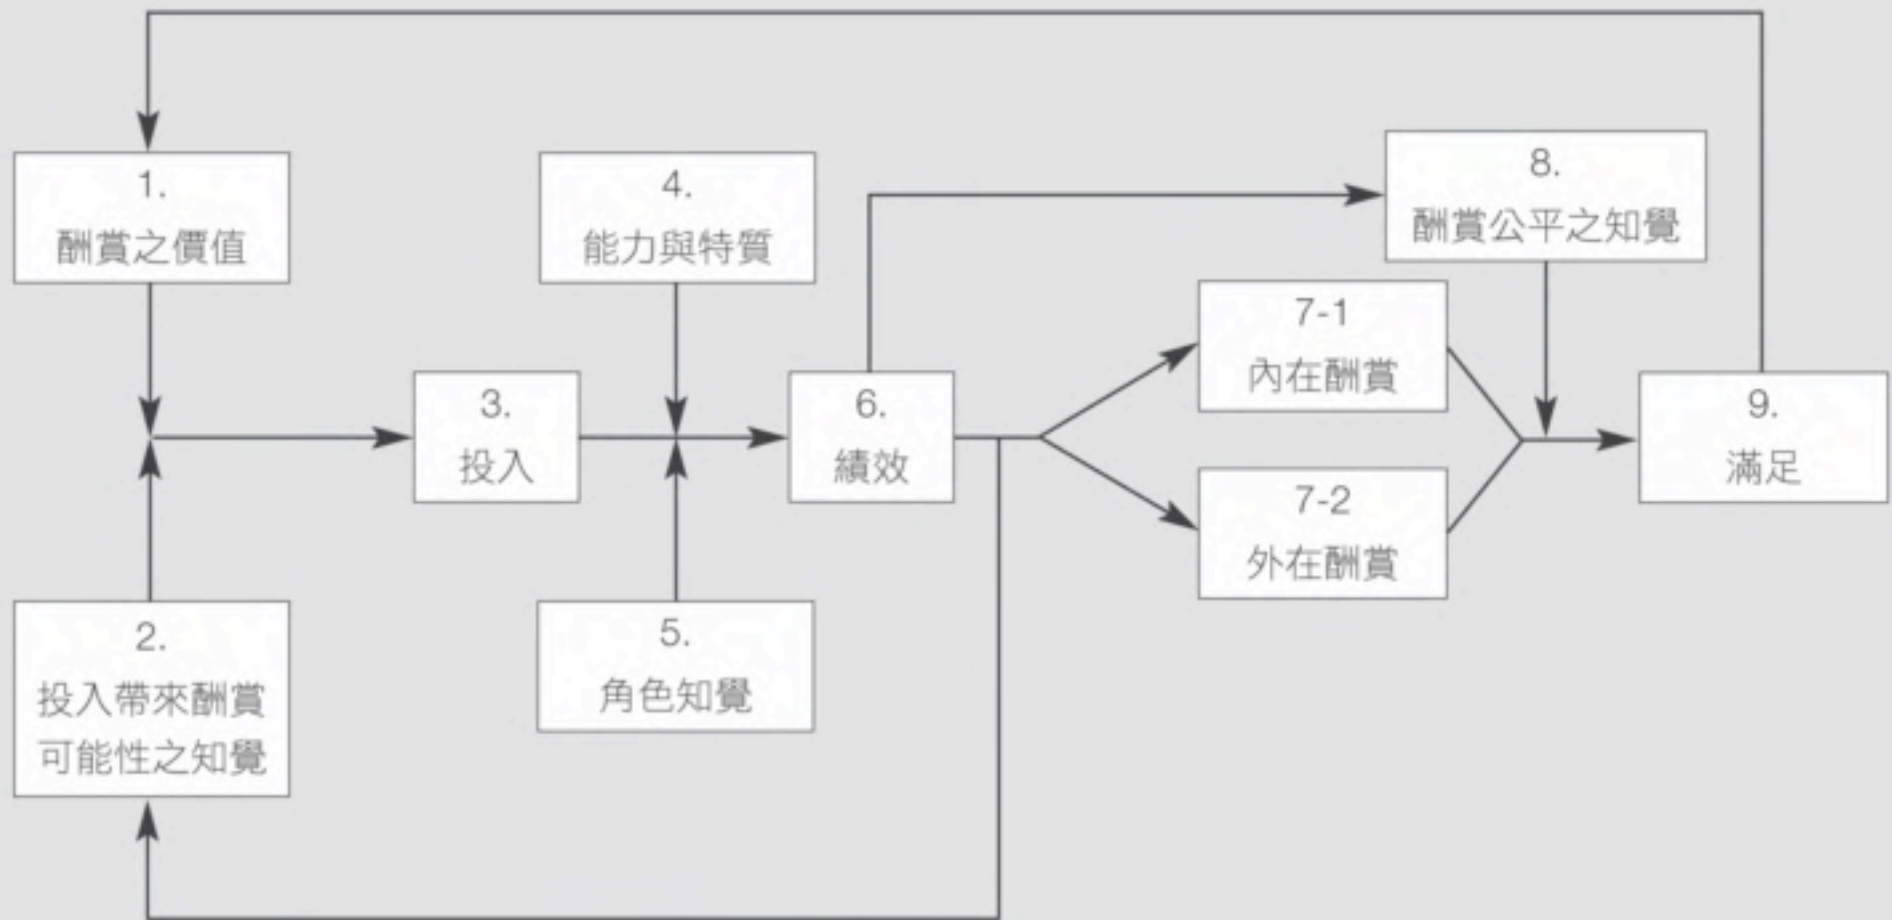 1.
酬賞之價值
4.
能力與特質
8.
酬賞公平之知覺
7-1
內在酬賞
3.
投入
6.
績效
9.
滿足
7-2
外在酬賞
2.
投入帶來酬賞
可能性之知覺
5.
角色知覺